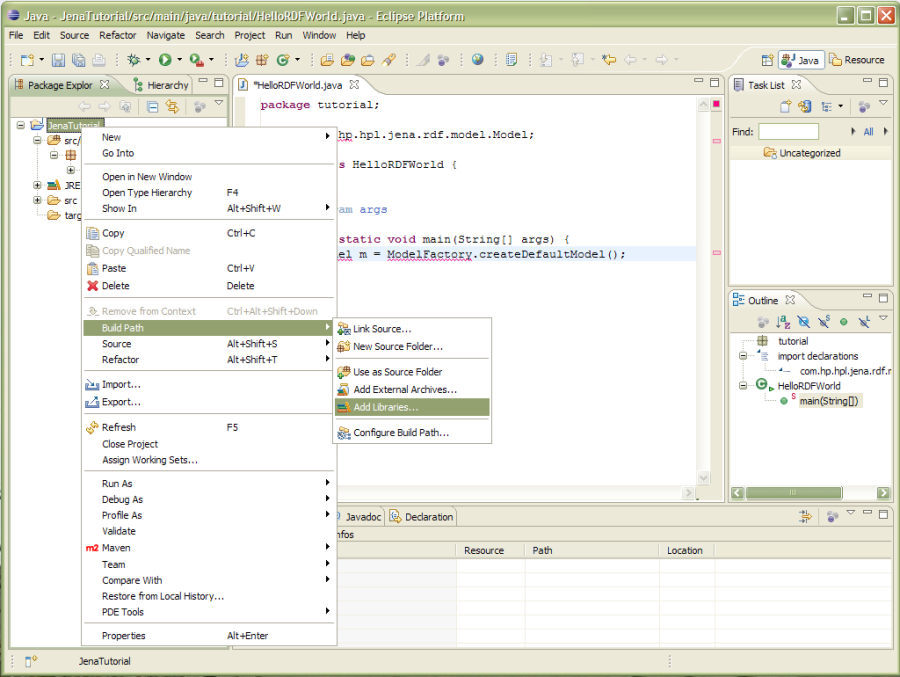 Java - JenaTutorial/src/main/java/tutorial/HelloRDFWorld.java - Eclipse Platform
File Edit Source Refactor Navigate Search Project Run Window Help
Java Resource
Package Explor Hierarchy
*HelloRDFWorld.java
Task List
JenaTutorial
src/
JRE
src
targ
package tutorial;
hp.hpl.jena.rdf.model.Model;
s HelloRDFWorld {
am args
static void main(String[] args) {
el m = ModelFactory.createDefaultModel();
New
Go Into
Open in New Window
Open Type Hierarchy F4
Show In Alt+Shift+W
Copy Ctrl+C
Copy Qualified Name
Paste Ctrl+V
Delete Delete
Remove from Context Ctrl+Alt+Shift+Down
Build Path
Source Alt+Shift+S
Refactor Alt+Shift+T
Import...
Export...
Refresh F5
Close Project
Assign Working Sets...
Run As
Debug As
Profile As
Validate
m2 Maven
Team
Compare With
Restore from Local History...
PDE Tools
Properties Alt+Enter
Link Source...
New Source Folder...
Use as Source Folder
Add External Archives...
Add Libraries...
Configure Build Path...
Find: All
Uncategorized
Outline
tutorial
import declarations
com.hp.hpl.jena.rdf.r
HelloRDFWorld
main(String[])
Javadoc Declaration
nfos
Resource Path Location
JenaTutorial